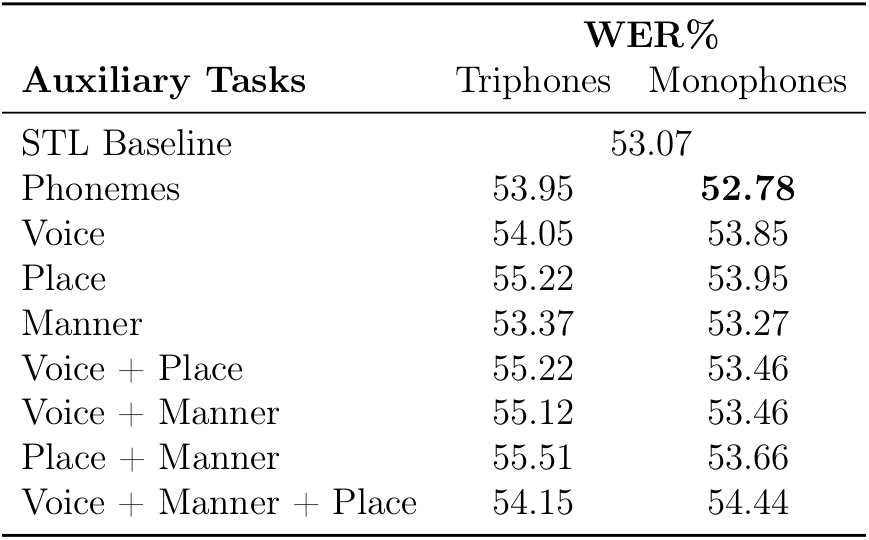 WER%
Auxiliary Tasks Triphones Monophones
STL Baseline 53.07
Phonemes 53.95 52.78
Voice 54.05 53.85
Place 55.22 53.95
Manner 53.37 53.27
Voice + Place 55.22 53.46
Voice + Manner 55.12 53.46
Place + Manner 55.51 53.66
Voice + Manner + Place 54.15 54.44